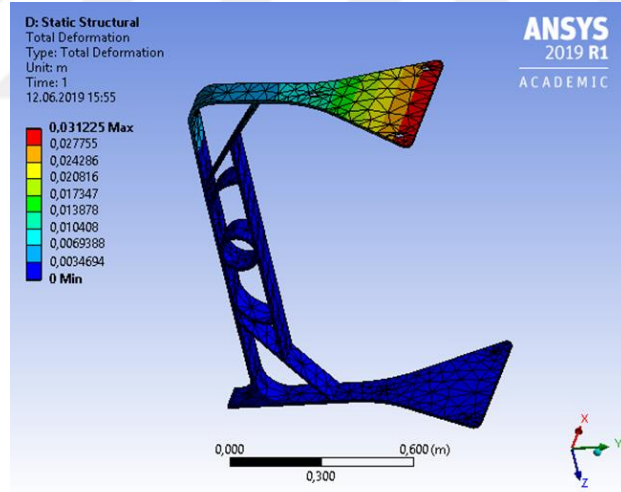 D: Static Structural
Total Deformation
Type: Total Deformation
Unit: m
Time: 1
12.06.2019 15:55
0,031225 Max
0,027755
0,024286
0,020816
0,017347
0,013878
0,010408
0,0069388
0,0034694
0 Min
ANSYS
2019 R1
ACADEMIC
0,000
0,600 (m)
0,300
X
Y
Z